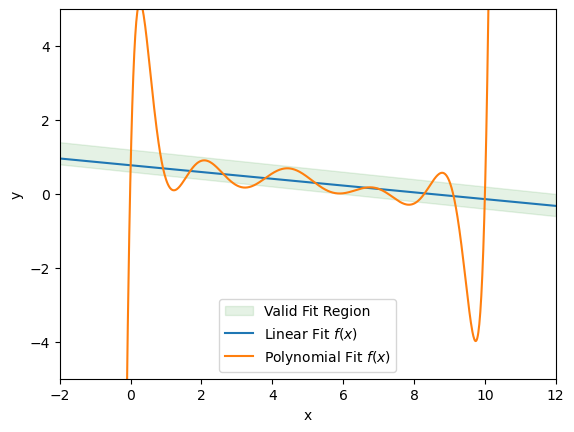 4
2
0
−2
−4
y
−2 0 2 4 6 8 10 12
x
Valid Fit Region
Linear Fit f(x)
Polynomial Fit f(x)